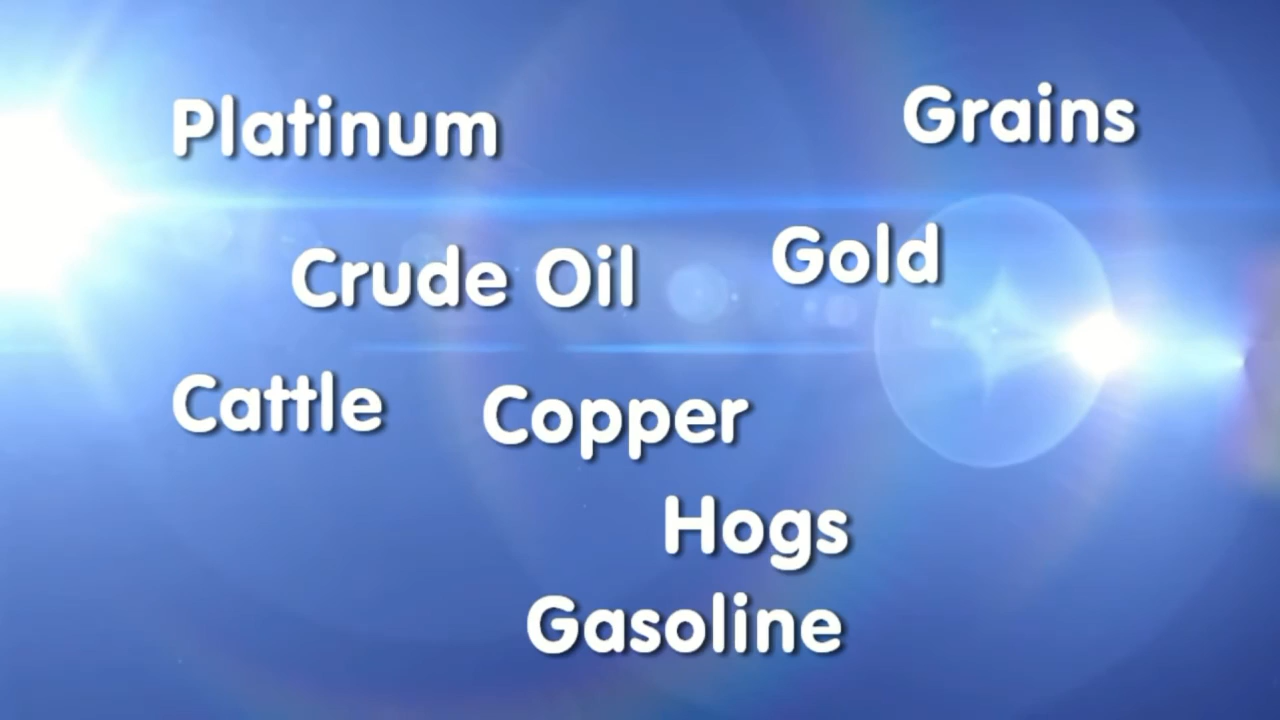 Platinum
Grains
Crude Oil
Gold
Cattle
Copper
Hogs
Gasoline